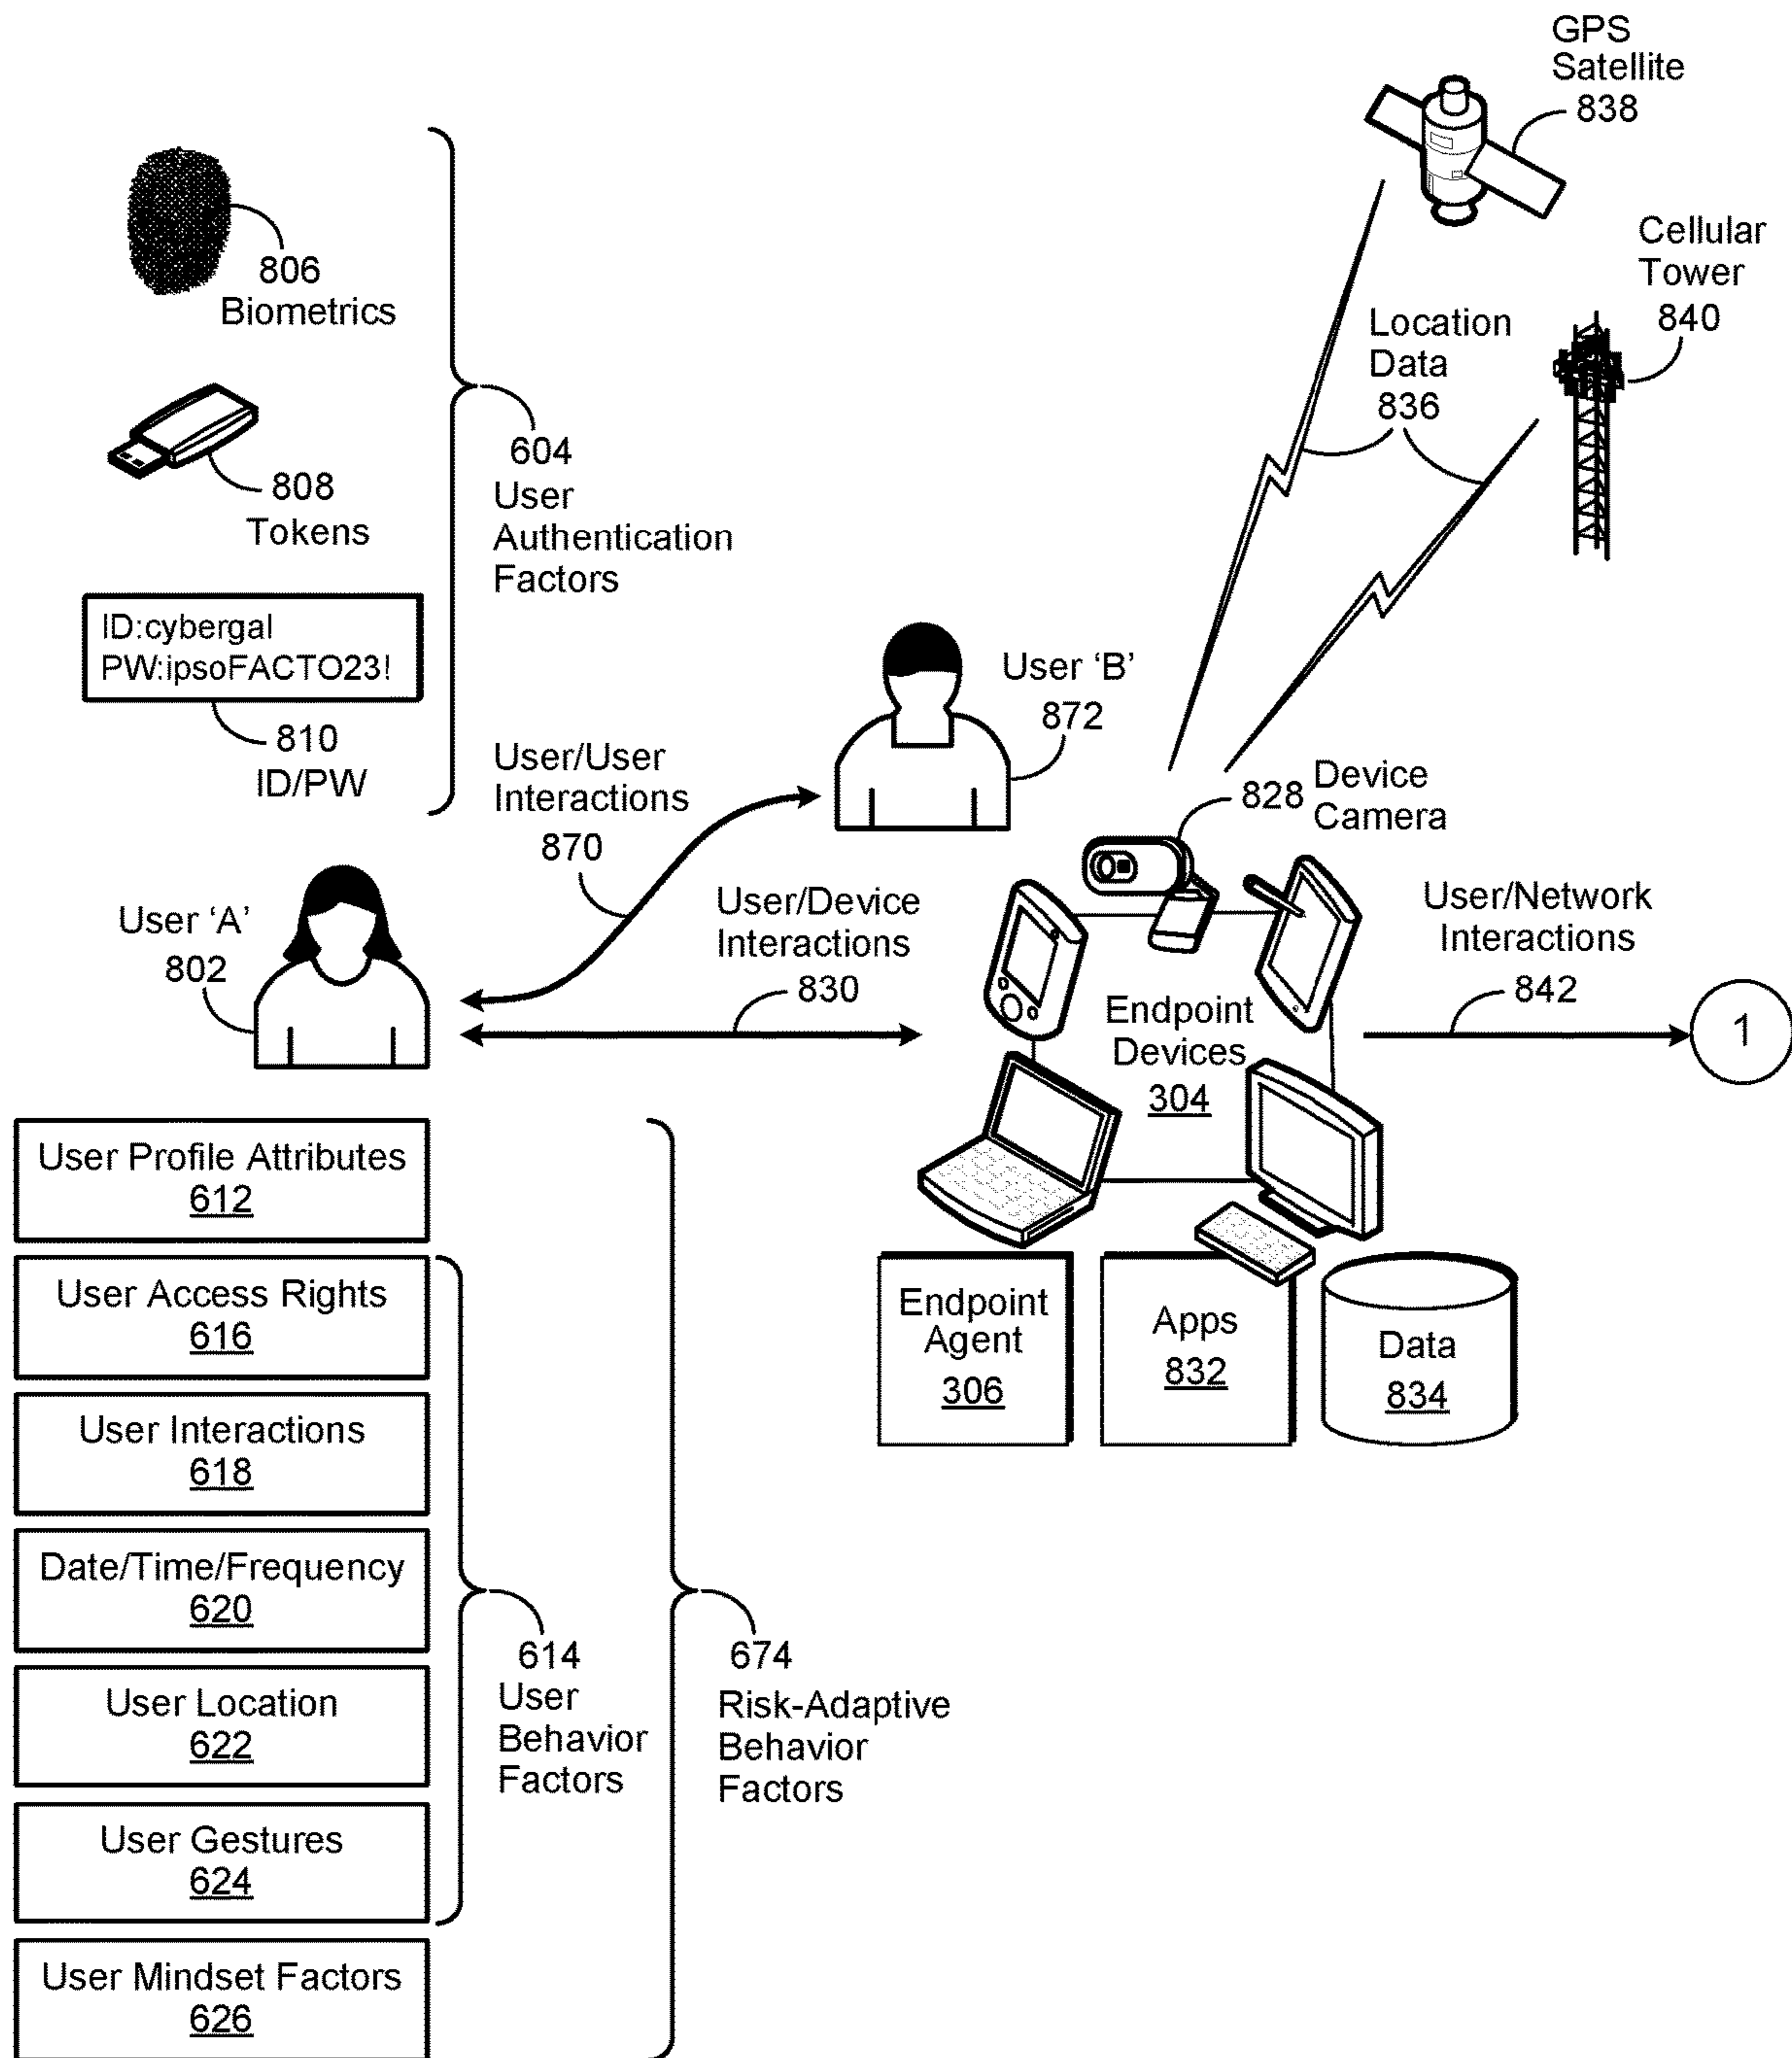 GPS
Satellite
838
Cellular
Tower
840
Location
Data
836
806
Biometrics
808
Tokens
604
User
Authentication
Factors
ID:cybergal
PW:ipsoFACTO23!
810
ID/PW
User ‘B’
872
User/User
Interactions
870
828
Device
Camera
User ‘A’
802
User/Device
Interactions
830
User/Network
Interactions
842
1
Endpoint
Devices
304
User Profile Attributes
612
User Access Rights
616
User Interactions
618
Date/Time/Frequency
620
User Location
622
User Gestures
624
User Mindset Factors
626
614
User
Behavior
Factors
674
Risk-Adaptive
Behavior
Factors
Endpoint
Agent
306
Apps
832
Data
834